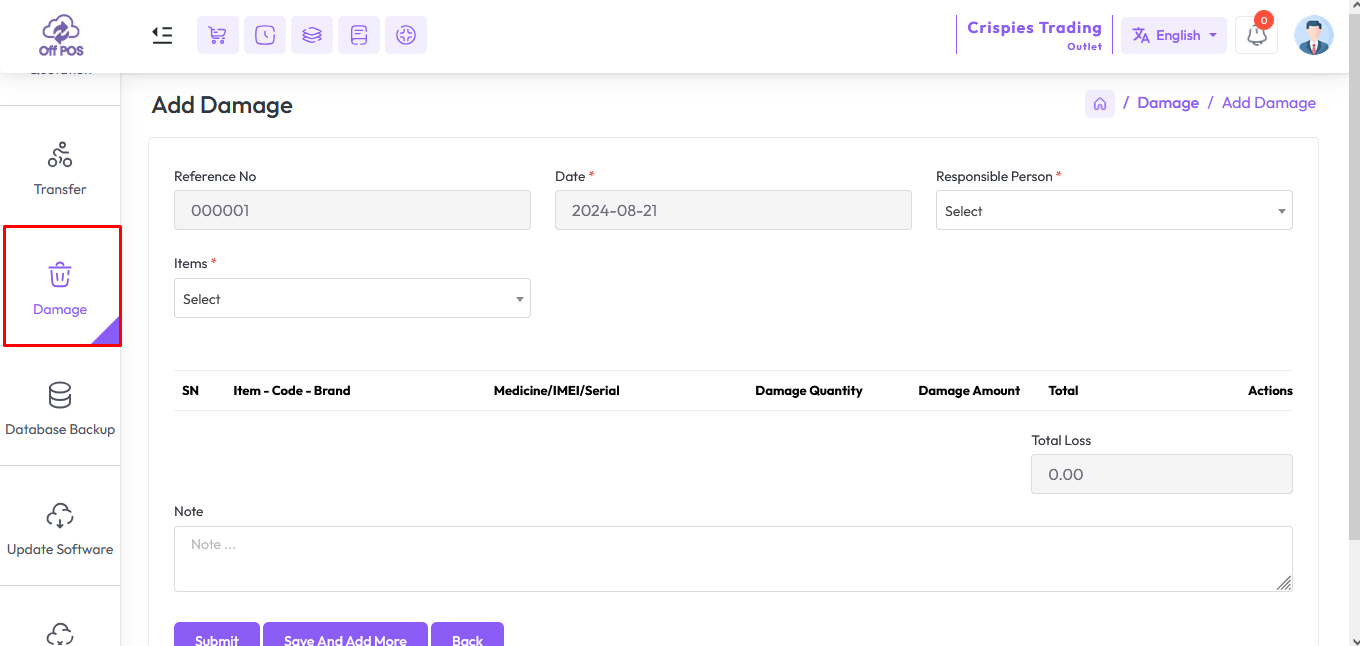 Off POS
Crispies Trading
Outlet
English
0
Transfer
Damage
Database Backup
Update Software
Add Damage
/ Damage / Add Damage
Reference No
Date *
Responsible Person *
000001
2024-08-21
Select
Items *
Select
SN Item - Code - Brand Medicine/IMEI/Serial Damage Quantity Damage Amount Total Actions
Total Loss
0.00
Note
Note ...
Submit Save And Add More Back